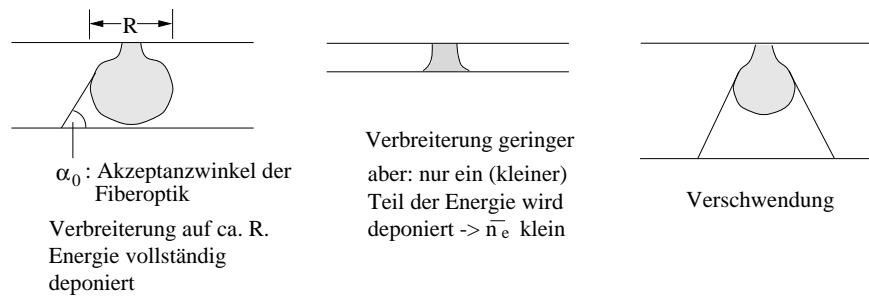 R
α₀ : Akzeptanzwinkel der
Fiberoptik
Verbreiterung auf ca. R.
Energie vollständig
deponiert
Verbreiterung geringer
aber: nur ein (kleiner)
Teil der Energie wird
deponiert -> n̄ₑ klein
Verschwendung